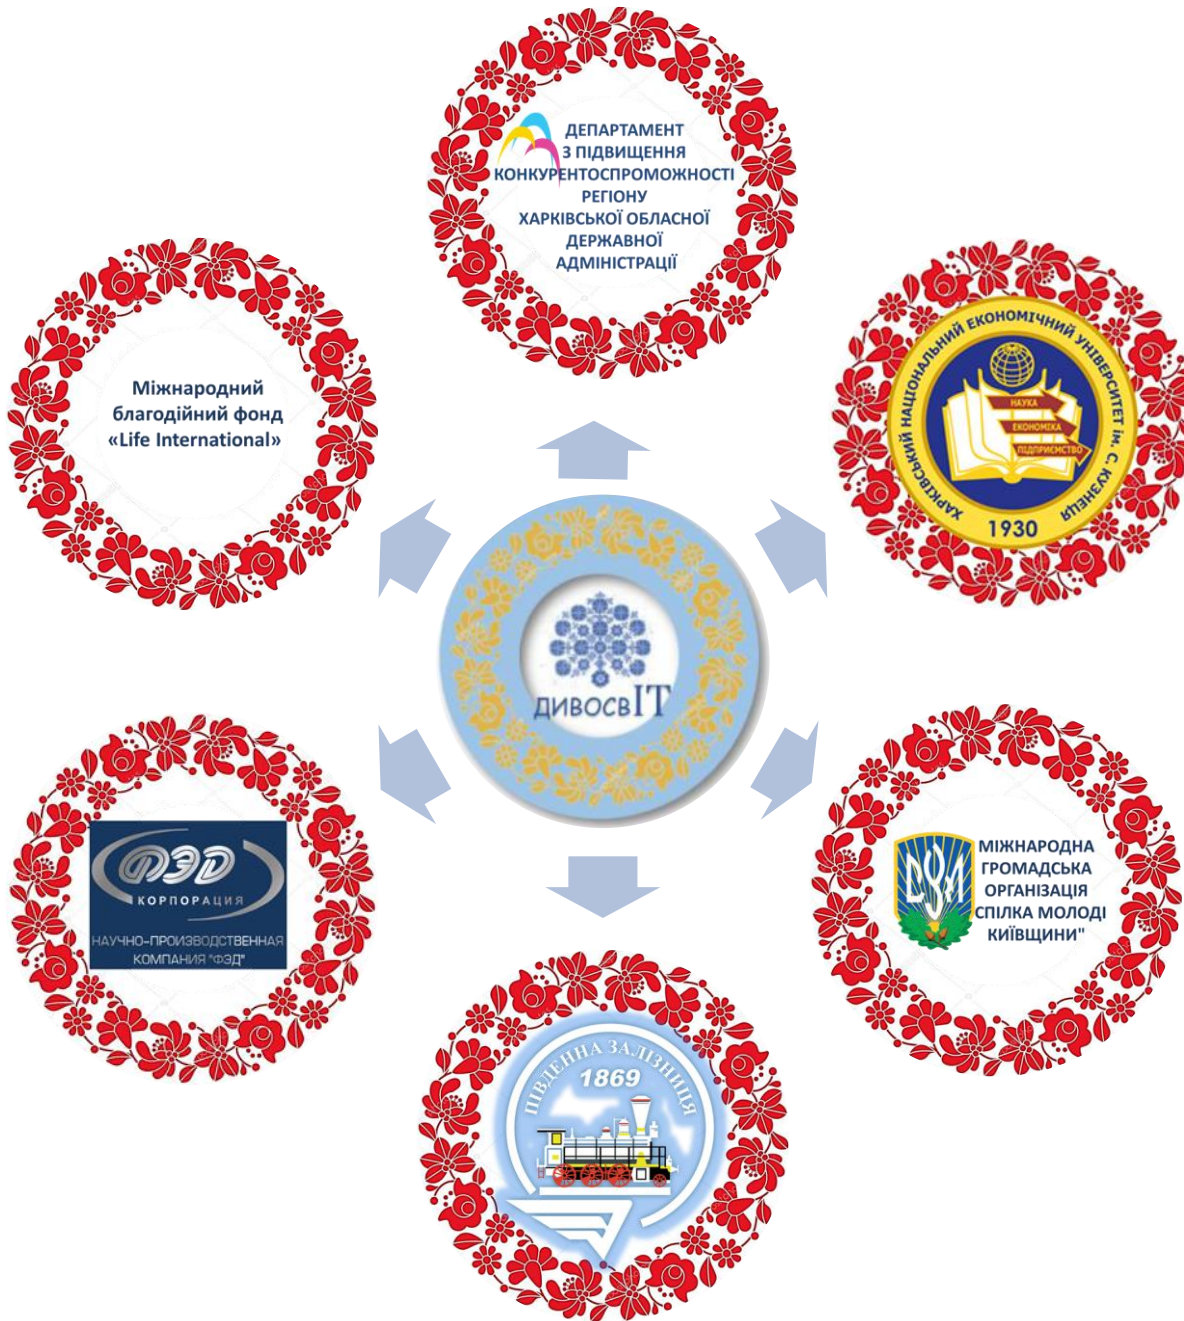 ДЕПАРТАМЕНТ
З ПІДВИЩЕННЯ
КОНКУРЕНТОСПРОМОЖНОСТІ
РЕГІОНУ
ХАРКІВСЬКОЇ ОБЛАСНОЇ
ДЕРЖАВНОЇ
АДМІНІСТРАЦІЇ
Міжнародний
благодійний фонд
«Life International»
ХАРКІВСЬКИЙ НАЦІОНАЛЬНИЙ ЕКОНОМІЧНИЙ УНІВЕРСИТЕТ ім. С. КУЗНЕЦЯ
НАУКА
ЕКОНОМІКА
ПІДПРИЄМСТВО
1930
ДИВОСВІТ
ФЭД
КОРПОРАЦИЯ
НАУЧНО-ПРОИЗВОДСТВЕННАЯ
КОМПАНИЯ "ФЭД"
СМК
МІЖНАРОДНА
ГРОМАДСЬКА
ОРГАНІЗАЦІЯ
СПІЛКА МОЛОДІ
КИЇВЩИНИ"
ПІВДЕННА ЗАЛІЗНИЦЯ
1869